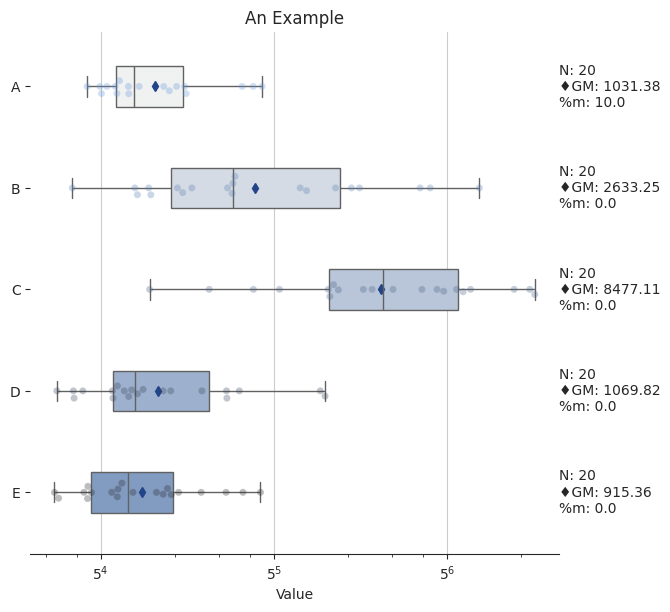 An Example
A
N: 20
♦GM: 1031.38
%m: 10.0
B
N: 20
♦GM: 2633.25
%m: 0.0
C
N: 20
♦GM: 8477.11
%m: 0.0
D
N: 20
♦GM: 1069.82
%m: 0.0
E
N: 20
♦GM: 915.36
%m: 0.0
5⁴ 5⁵ 5⁶
Value